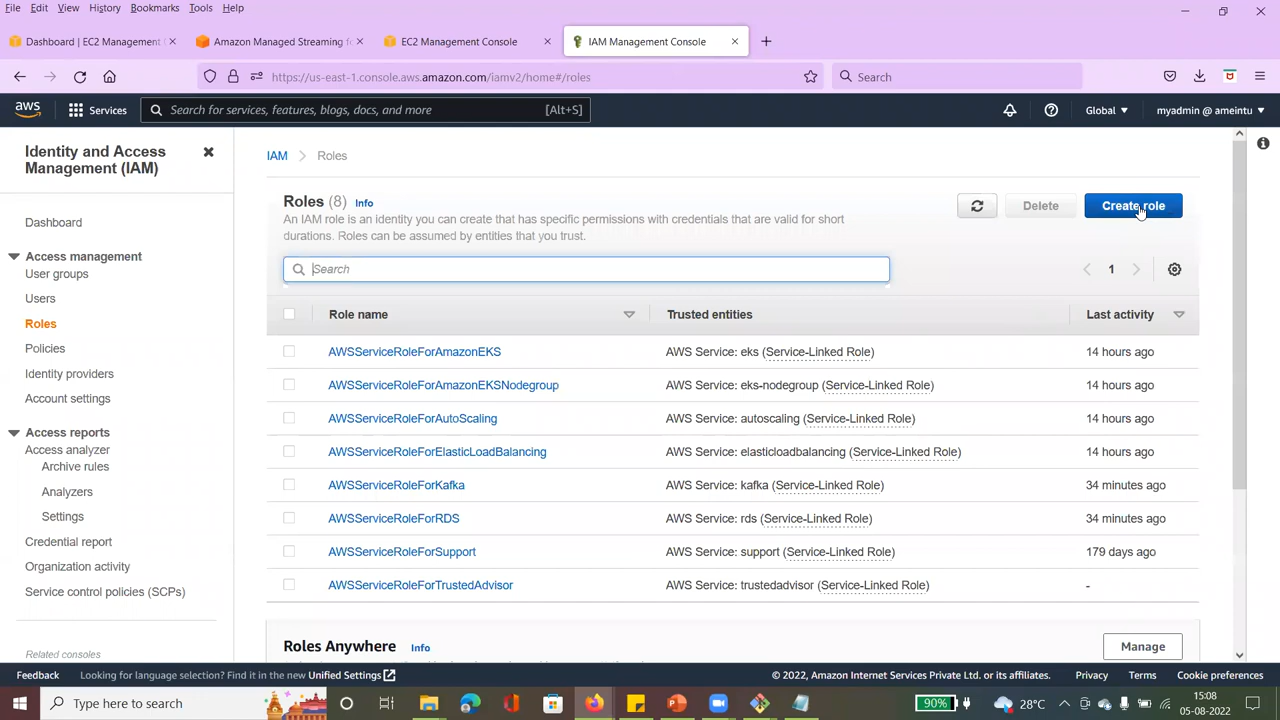 File Edit View History Bookmarks Tools Help
Dashboard | EC2 Management
Amazon Managed Streaming f
EC2 Management Console
IAM Management Console
https://us-east-1.console.aws.amazon.com/iamv2/home#/roles
Search
aws
Services
Search for services, features, blogs, docs, and more
[Alt+S]
Global
myadmin @ ameintu
Identity and Access
Management (IAM)
Dashboard
Access management
User groups
Users
Roles
Policies
Identity providers
Account settings
Access reports
Access analyzer
Archive rules
Analyzers
Settings
Credential report
Organization activity
Service control policies (SCPs)
Related consoles
IAM
Roles
Roles (8) Info
An IAM role is an identity you can create that has specific permissions with credentials that are valid for short
durations. Roles can be assumed by entities that you trust.
Delete
Create role
Search
1
Role name Trusted entities Last activity
AWSServiceRoleForAmazonEKS AWS Service: eks (Service-Linked Role) 14 hours ago
AWSServiceRoleForAmazonEKSNodegroup AWS Service: eks-nodegroup (Service-Linked Role) 14 hours ago
AWSServiceRoleForAutoScaling AWS Service: autoscaling (Service-Linked Role) 14 hours ago
AWSServiceRoleForElasticLoadBalancing AWS Service: elasticloadbalancing (Service-Linked Role) 14 hours ago
AWSServiceRoleForKafka AWS Service: kafka (Service-Linked Role) 34 minutes ago
AWSServiceRoleForRDS AWS Service: rds (Service-Linked Role) 34 minutes ago
AWSServiceRoleForSupport AWS Service: support (Service-Linked Role) 179 days ago
AWSServiceRoleForTrustedAdvisor AWS Service: trustedadvisor (Service-Linked Role) -
Roles Anywhere Info
Manage
Feedback
Looking for language selection? Find it in the new Unified Settings
© 2022, Amazon Internet Services Private Ltd. or its affiliates.
Privacy Terms Cookie preferences
Type here to search
90%
28°C
15:08
05-08-2022